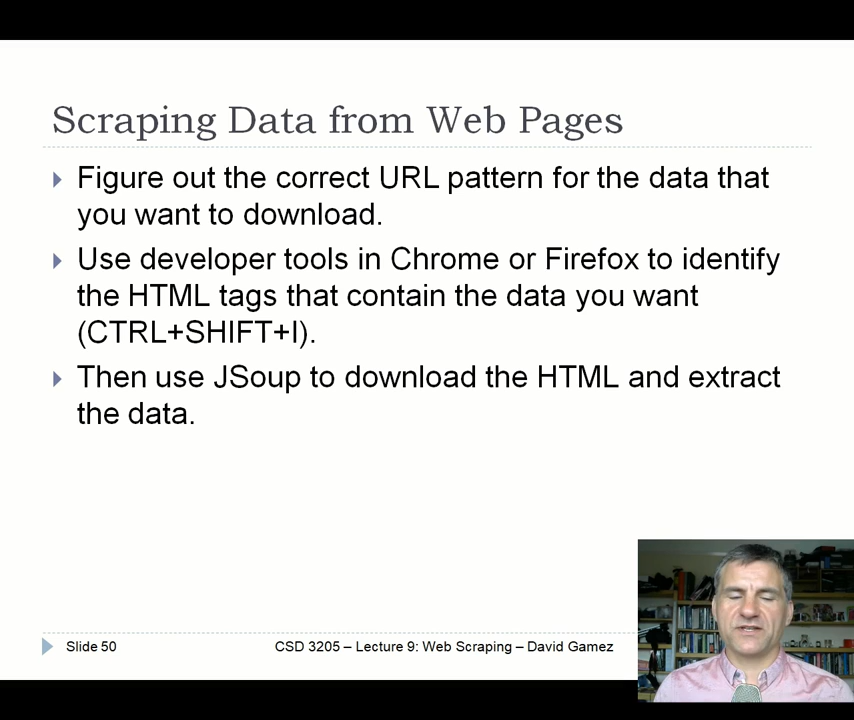 Scraping Data from Web Pages
Figure out the correct URL pattern for the data that
you want to download.
Use developer tools in Chrome or Firefox to identify
the HTML tags that contain the data you want
(CTRL+SHIFT+I).
Then use JSoup to download the HTML and extract
the data.
Slide 50
CSD 3205 – Lecture 9: Web Scraping – David Gamez